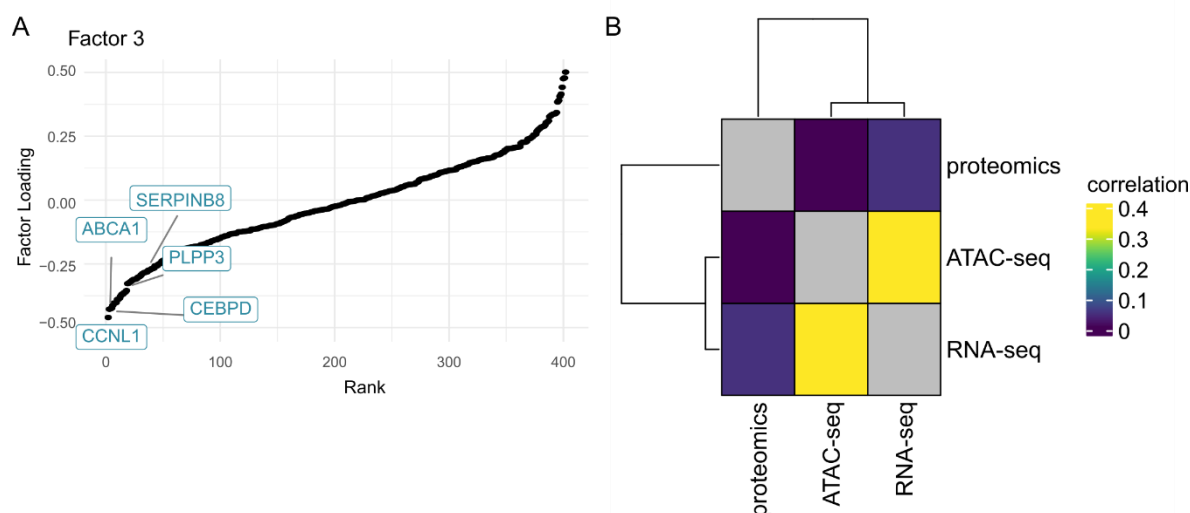 A
Factor 3
Factor Loading
0.50
0.25
0.00
−0.25
−0.50
SERPINB8
ABCA1
PLPP3
CEBPD
CCNL1
0
100
200
300
400
Rank
B
proteomics
ATAC-seq
RNA-seq
proteomics
ATAC-seq
RNA-seq
correlation
0.4
0.3
0.2
0.1
0